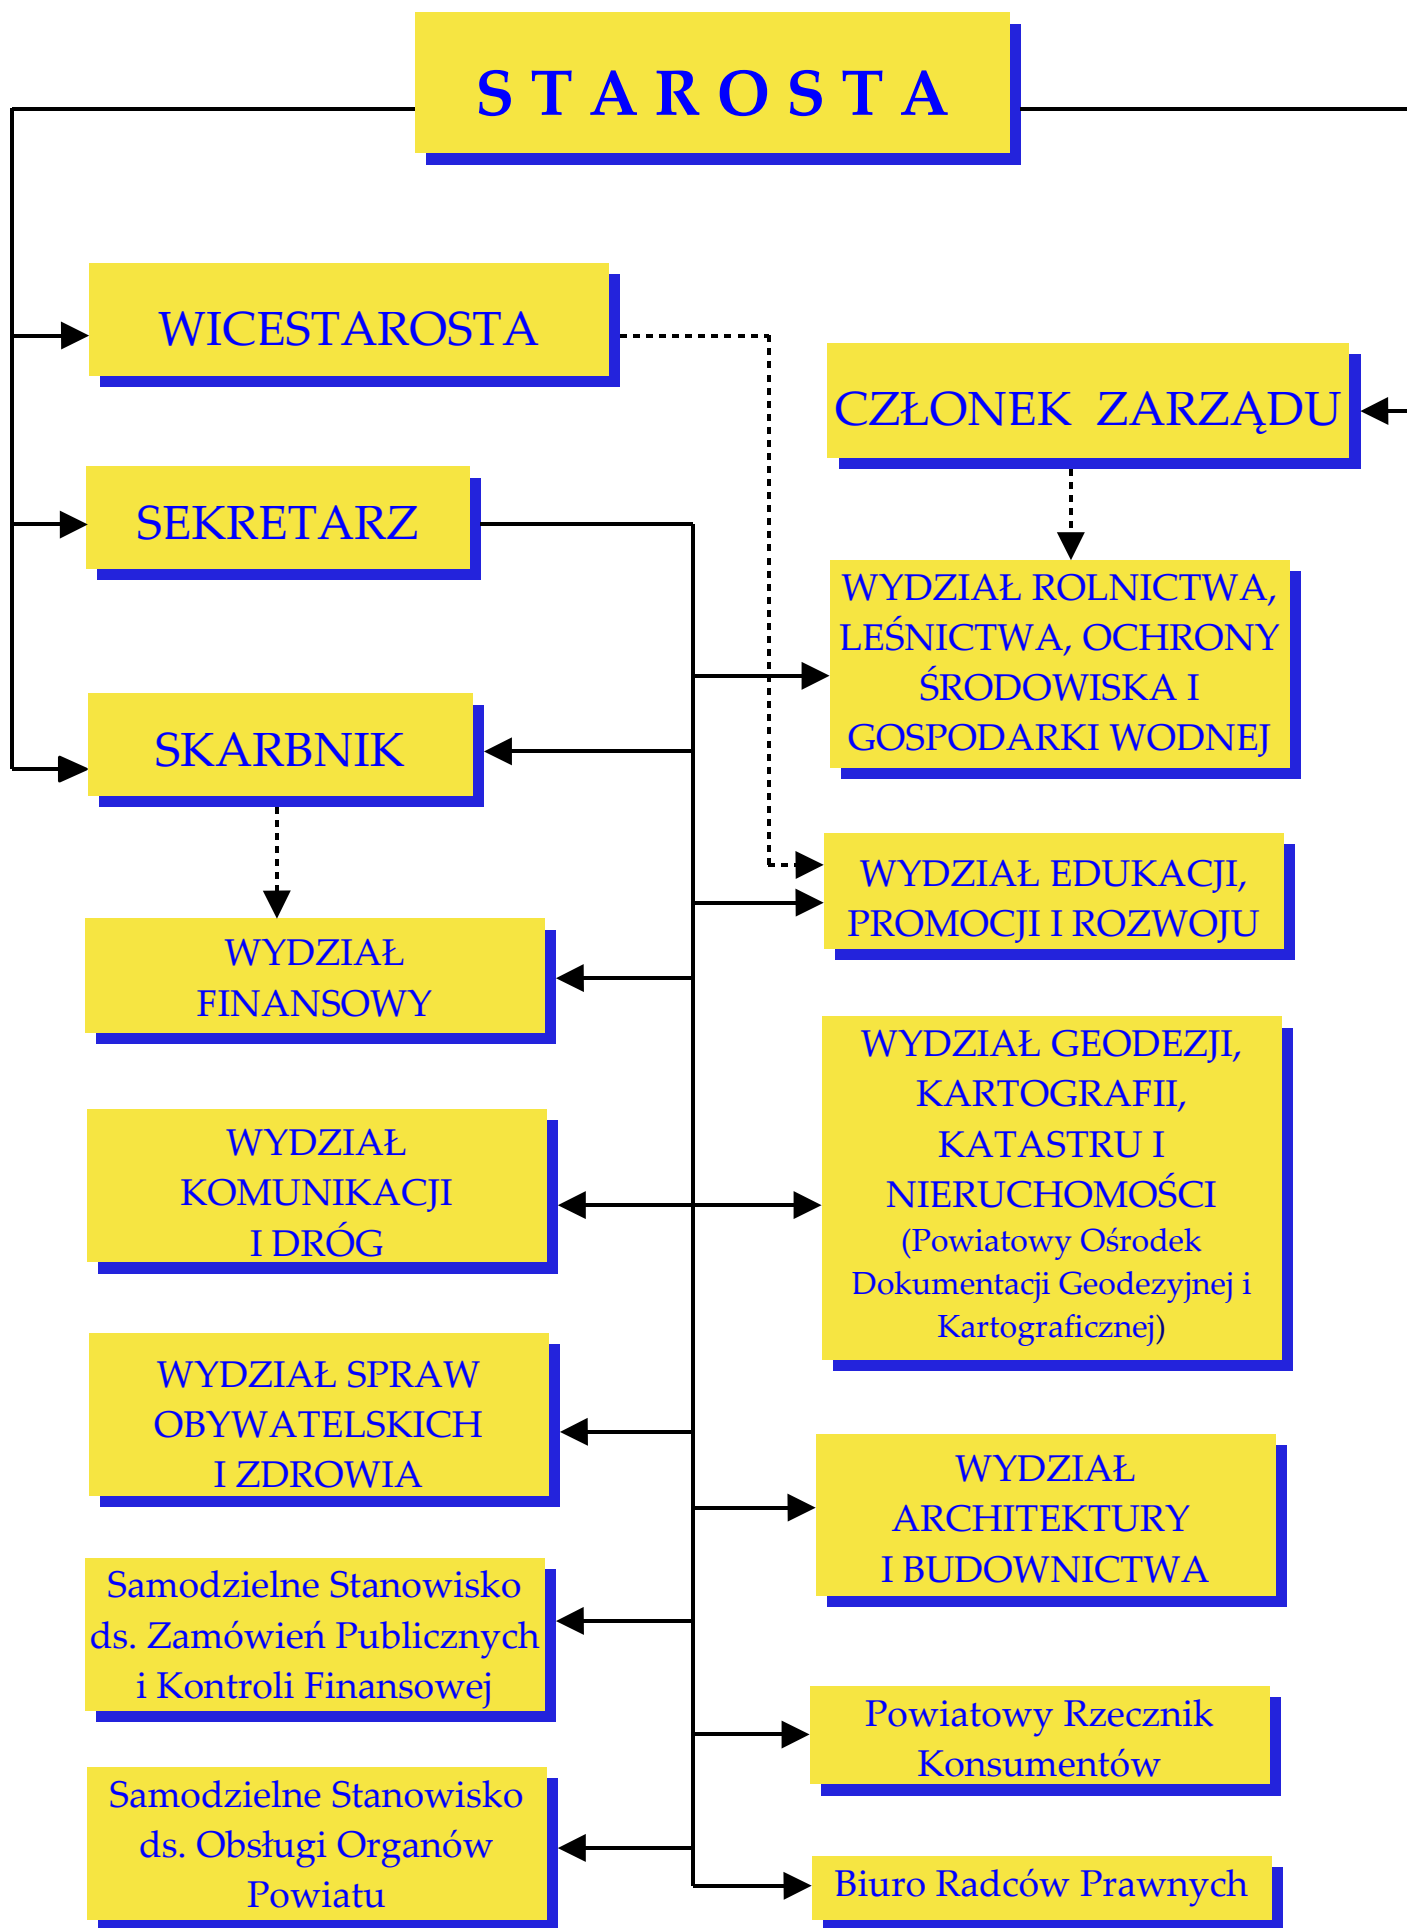 S T A R O S T A
WICESTAROSTA
CZŁONEK ZARZĄDU
SEKRETARZ
WYDZIAŁ ROLNICTWA,
LEŚNICTWA, OCHRONY
ŚRODOWISKA I
GOSPODARKI WODNEJ
SKARBNIK
WYDZIAŁ EDUKACJI,
PROMOCJI I ROZWOJU
WYDZIAŁ
FINANSOWY
WYDZIAŁ GEODEZJI,
KARTOGRAFII,
KATASTRU I
NIERUCHOMOŚCI
(Powiatowy Ośrodek
Dokumentacji Geodezyjnej i
Kartograficznej)
WYDZIAŁ
KOMUNIKACJI
I DRÓG
WYDZIAŁ SPRAW
OBYWATELSKICH
I ZDROWIA
WYDZIAŁ
ARCHITEKTURY
I BUDOWNICTWA
Samodzielne Stanowisko
ds. Zamówień Publicznych
i Kontroli Finansowej
Powiatowy Rzecznik
Konsumentów
Samodzielne Stanowisko
ds. Obsługi Organów
Powiatu
Biuro Radców Prawnych